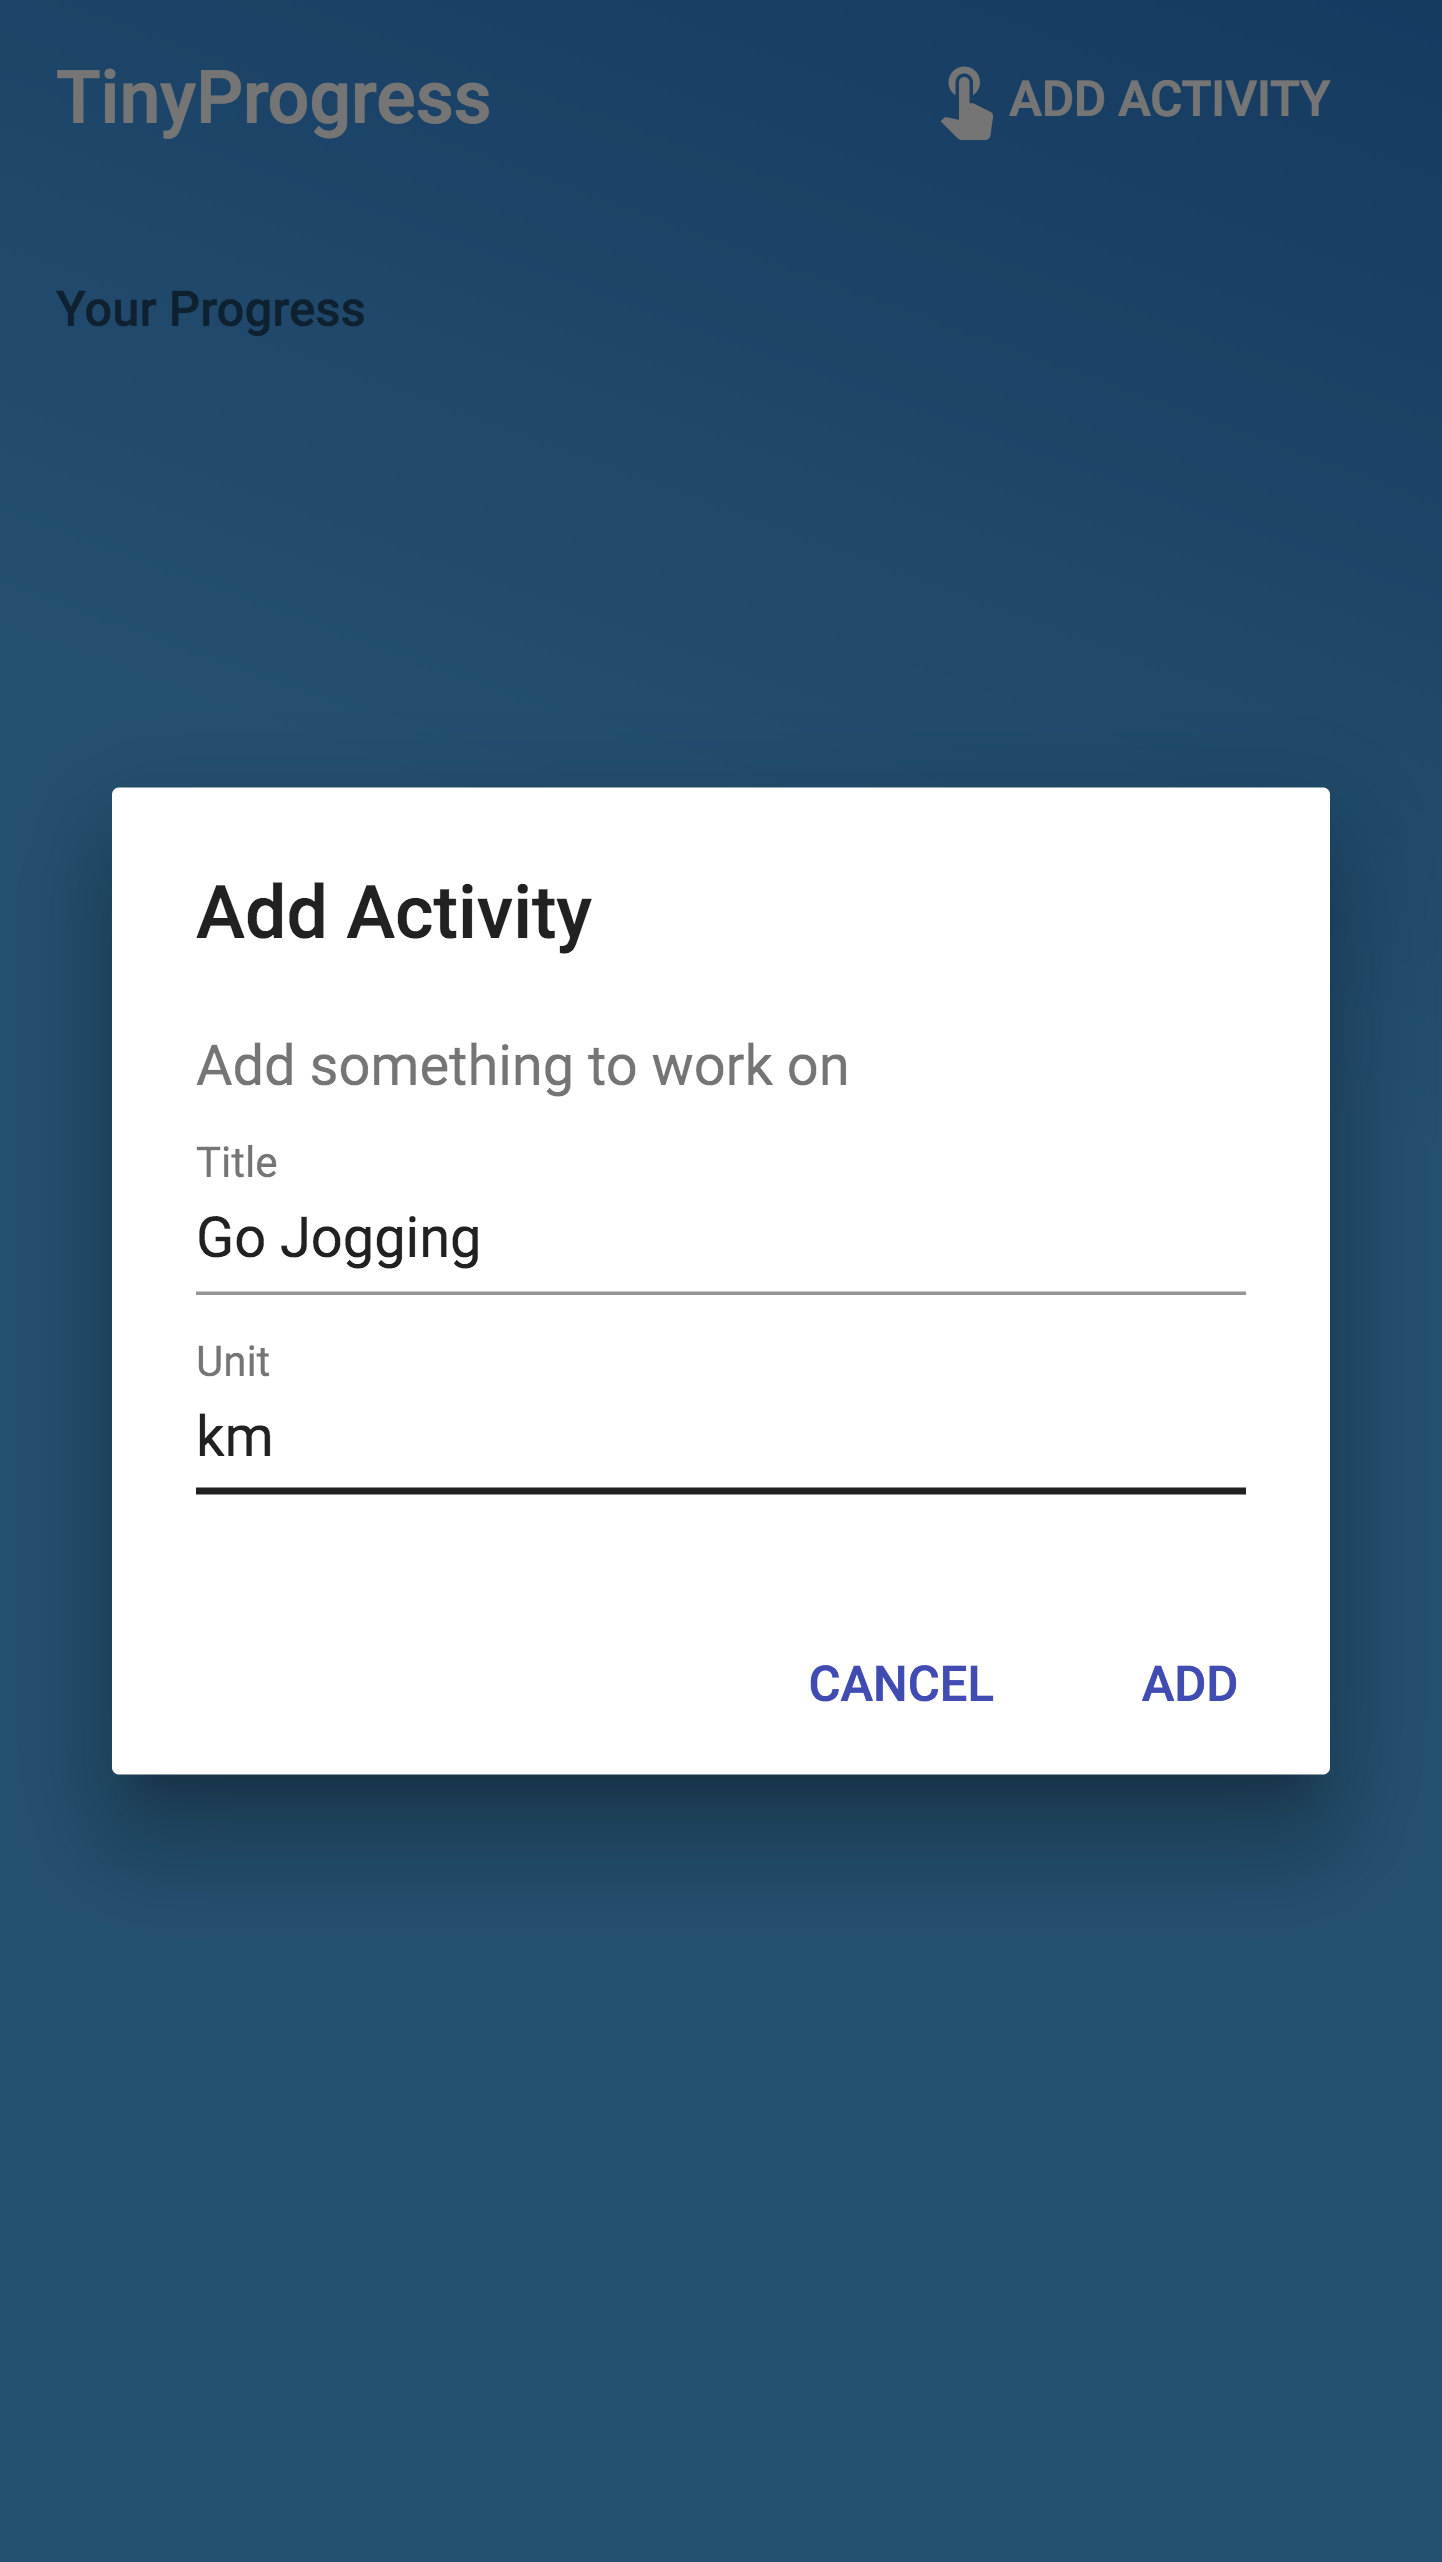 TinyProgress
ADD ACTIVITY
Your Progress
Add Activity
Add something to work on
Title
Go Jogging
Unit
km
CANCEL
ADD